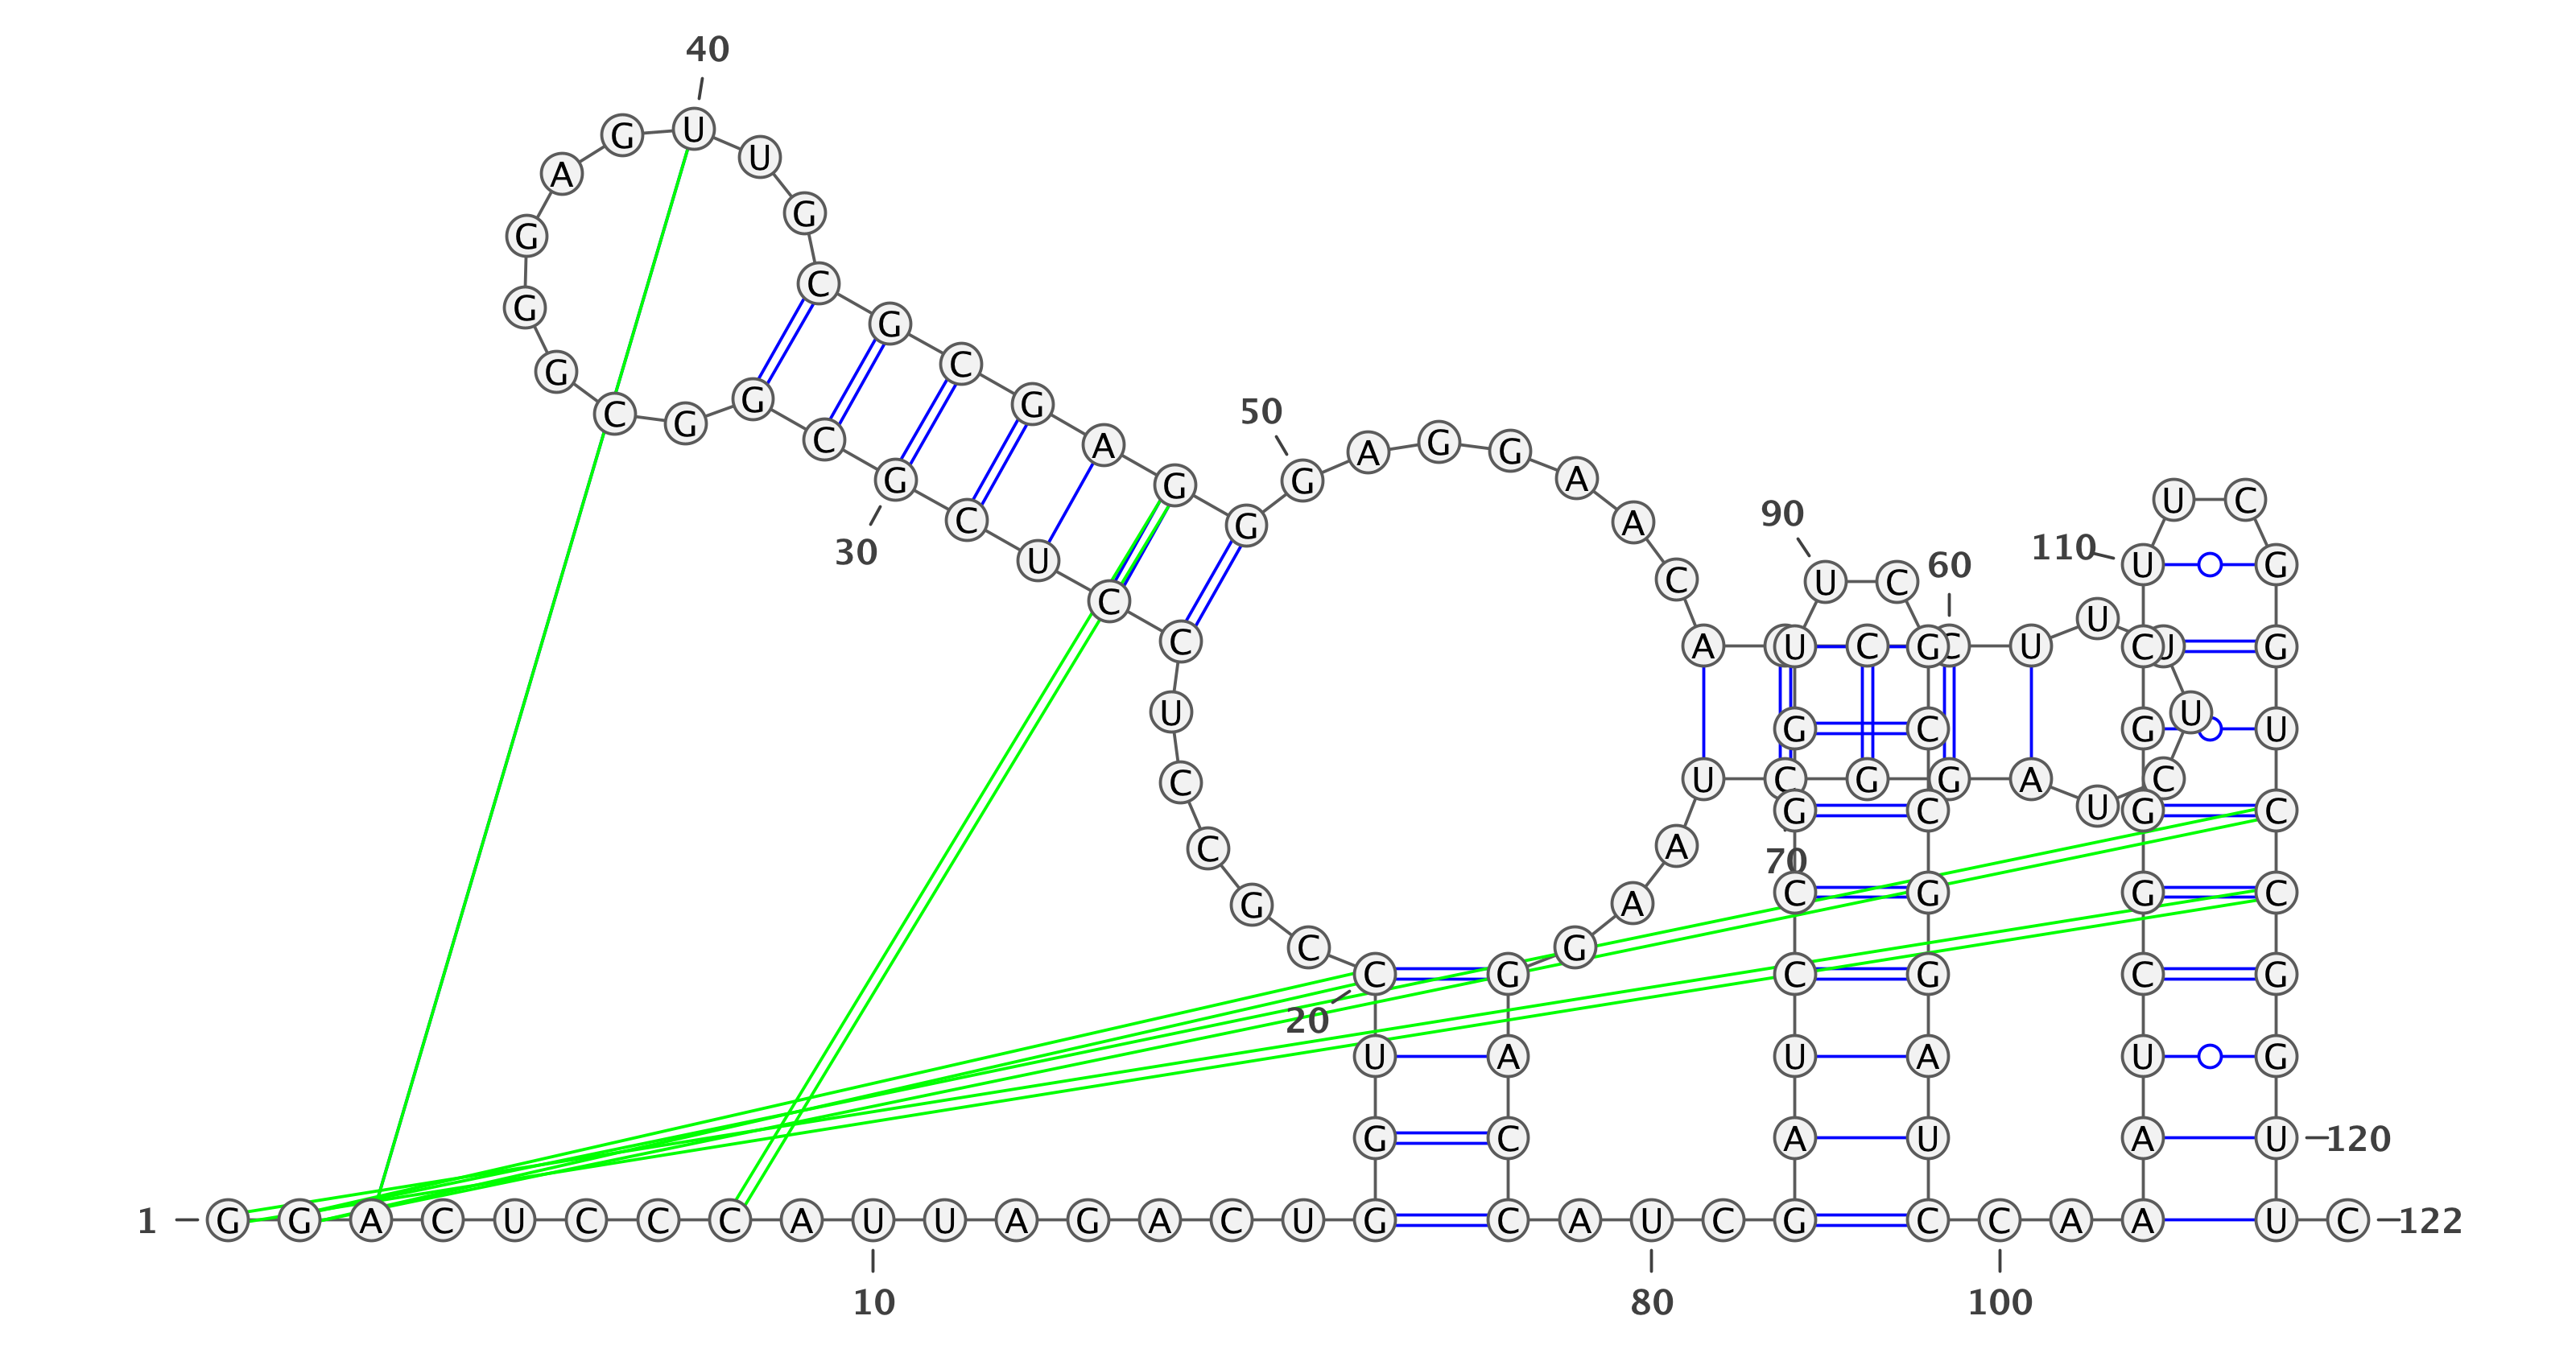 1
G G A C U C C C A U U A G A C U
10
G G U C
20
C G C C U C
C U C G C G
30
G C G G G A G U U G
40
C G C G A G G
G A G G A A C
50
A C C C U
60
U U U C U
A G G C U
70
A A G
G A C C
A U C
80
G A U C C G G U
U C
90
G C C G G A U C
C A
100
A A U C G G G C U
110
U C
G G U C C G G U U
120
C
122